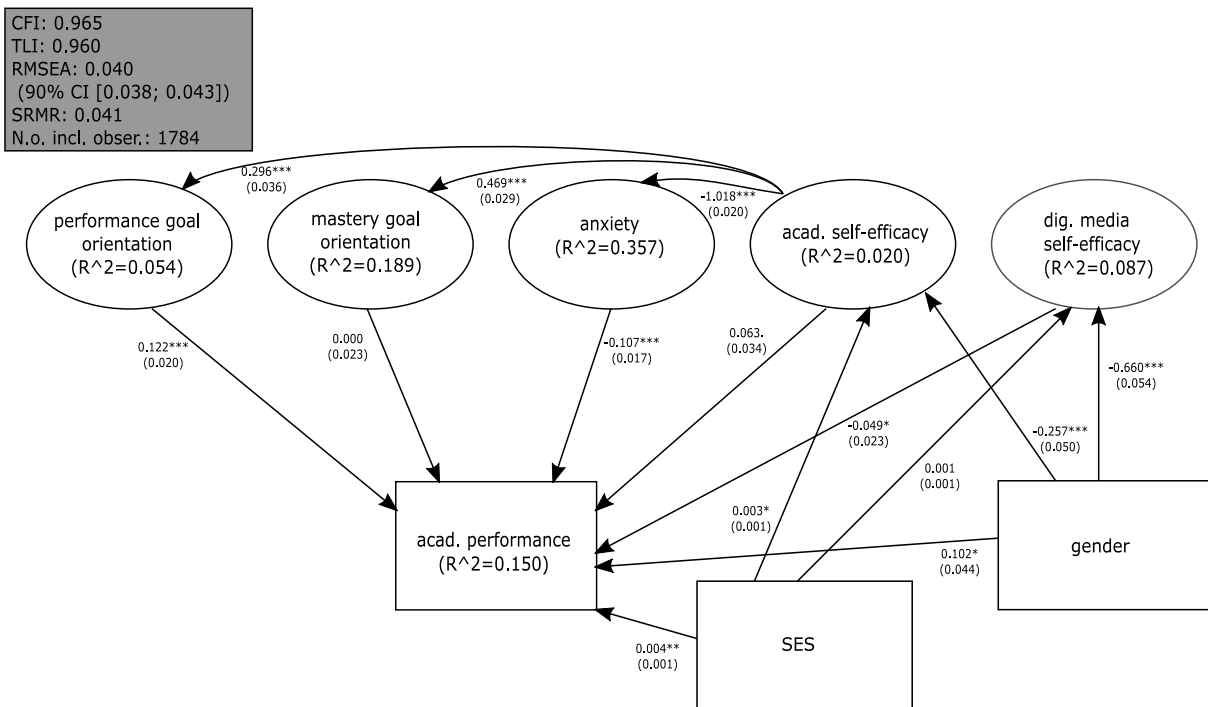 CFI: 0.965
TLI: 0.960
RMSEA: 0.040
(90% CI [0.038; 0.043])
SRMR: 0.041
N.o. incl. obser.: 1784
0.296***
(0.036)
0.469***
(0.029)
-1.018***
(0.020)
performance goal
orientation
(R^2=0.054)
mastery goal
orientation
(R^2=0.189)
anxiety
(R^2=0.357)
acad. self-efficacy
(R^2=0.020)
dig. media
self-efficacy
(R^2=0.087)
0.122***
(0.020)
0.000
(0.023)
-0.107***
(0.017)
0.063.
(0.034)
-0.660***
(0.054)
-0.049*
(0.023)
-0.257***
(0.050)
0.001
(0.001)
0.003*
(0.001)
acad. performance
(R^2=0.150)
gender
0.102*
(0.044)
SES
0.004**
(0.001)